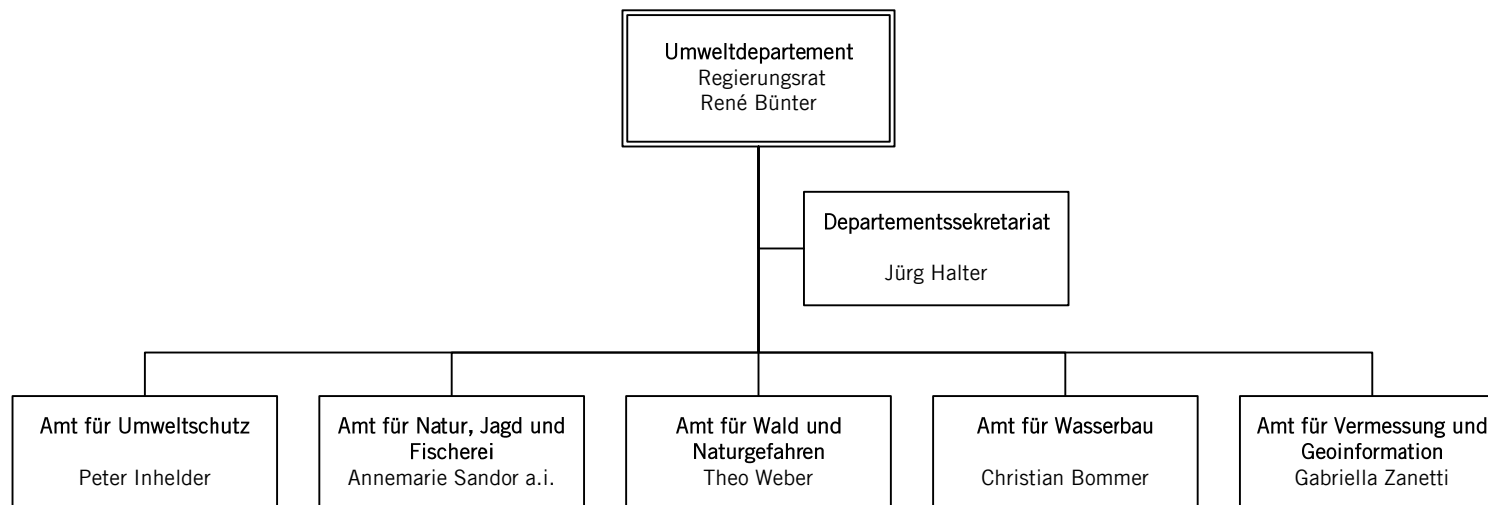 Umweltdepartement
Regierungsrat
René Bünter
Departementssekretariat
Jürg Halter
Amt für Umweltschutz
Peter Inhelder
Amt für Natur, Jagd und
Fischerei
Annemarie Sandor a.i.
Amt für Wald und
Naturgefahren
Theo Weber
Amt für Wasserbau
Christian Bommer
Amt für Vermessung und
Geoinformation
Gabriella Zanetti